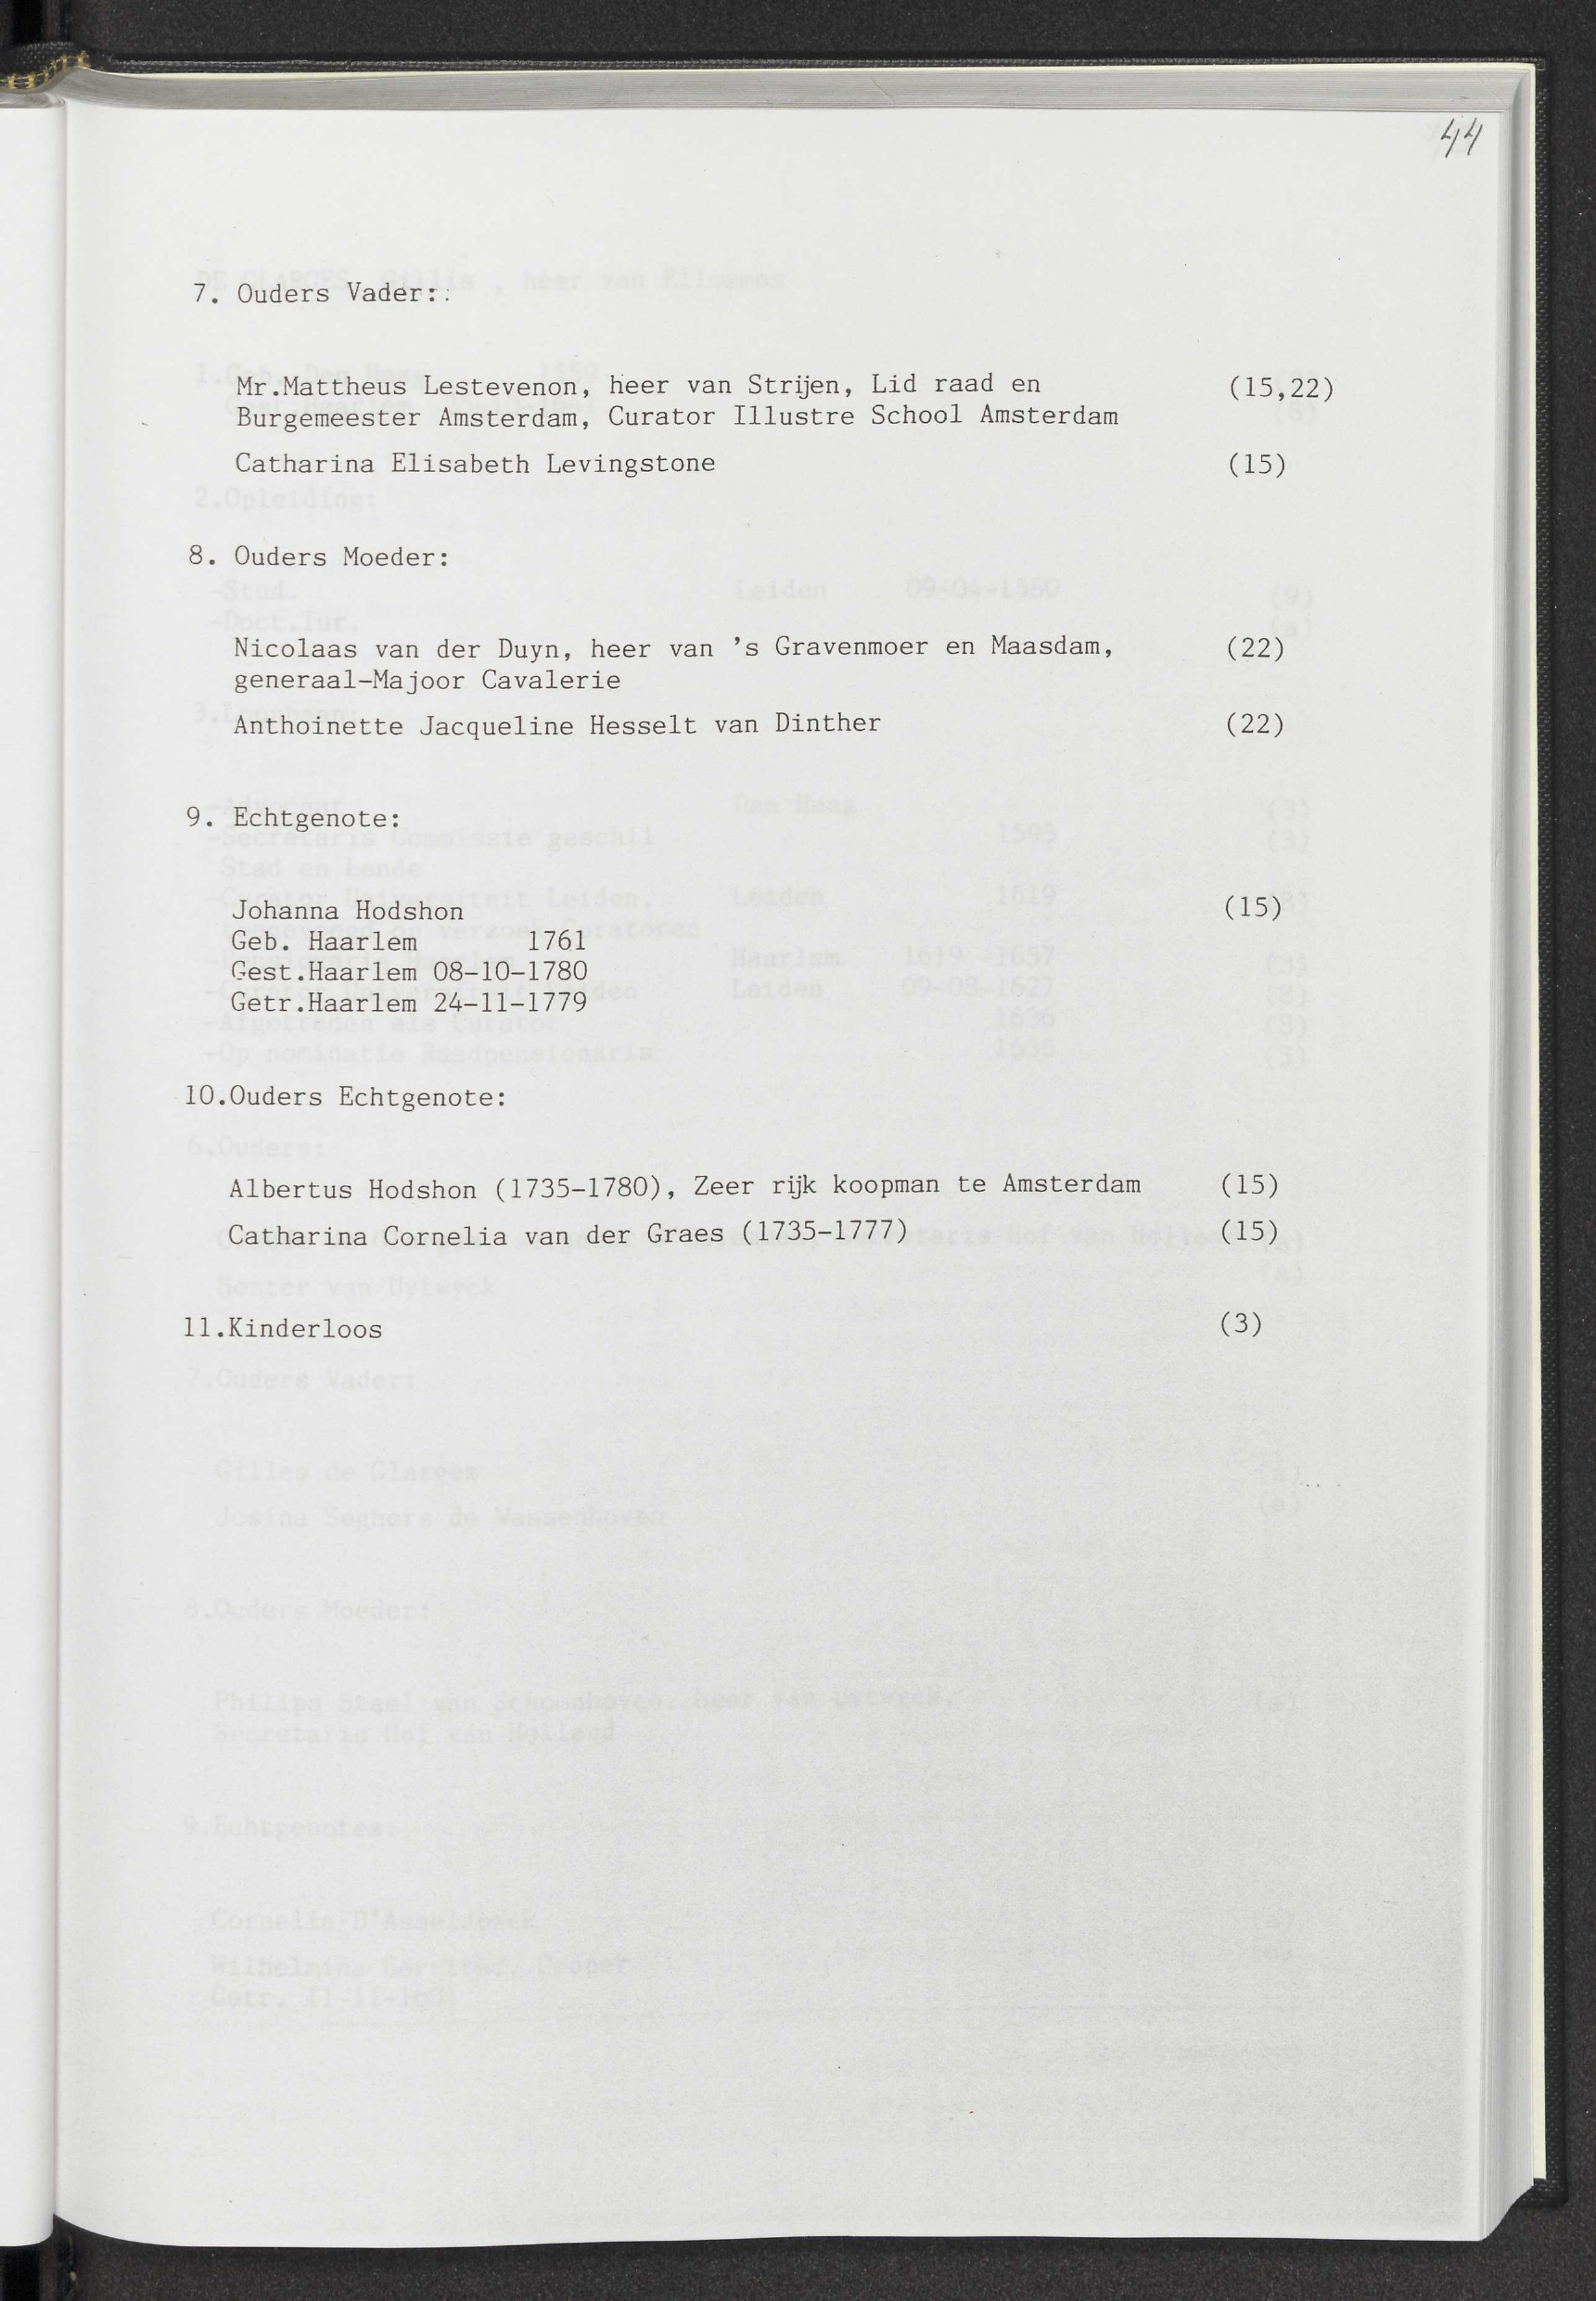 44
7. Ouders Vader::
Mr.Mattheus Lestevenon, heer van Strijen, Lid raad en (15,22)
Burgemeester Amsterdam, Curator Illustre School Amsterdam
Catharina Elisabeth Levingstone (15)
8. Ouders Moeder:
Nicolaas van der Duyn, heer van 's Gravenmoer en Maasdam, (22)
generaal-Majoor Cavalerie
Anthoinette Jacqueline Hesselt van Dinther (22)
9. Echtgenote:
Johanna Hodshon (15)
Geb. Haarlem 1761
Gest.Haarlem 08-10-1780
Getr.Haarlem 24-11-1779
10.Ouders Echtgenote:
Albertus Hodshon (1735-1780), Zeer rijk koopman te Amsterdam (15)
Catharina Cornelia van der Graes (1735-1777) (15)
11.Kinderloos (3)